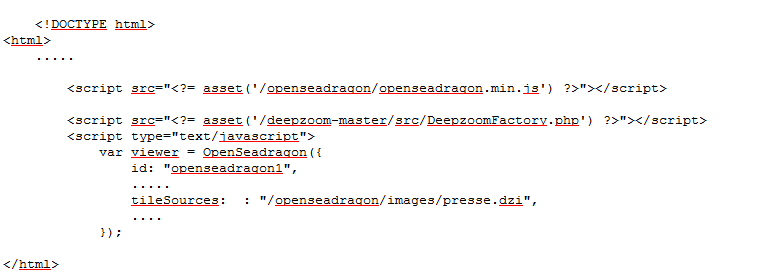 <!DOCTYPE html>
<html>
.....
<script src="<?= asset('/openseadragon/openseadragon.min.js') ?>"></script>
<script src="<?= asset('/deepzoom-master/src/DeepzoomFactory.php') ?>"></script>
<script type="text/javascript">
var viewer = OpenSeadragon({
id: "openseadragon1",
.....
tileSources:  : "/openseadragon/images/presse.dzi",
....
});
</html>